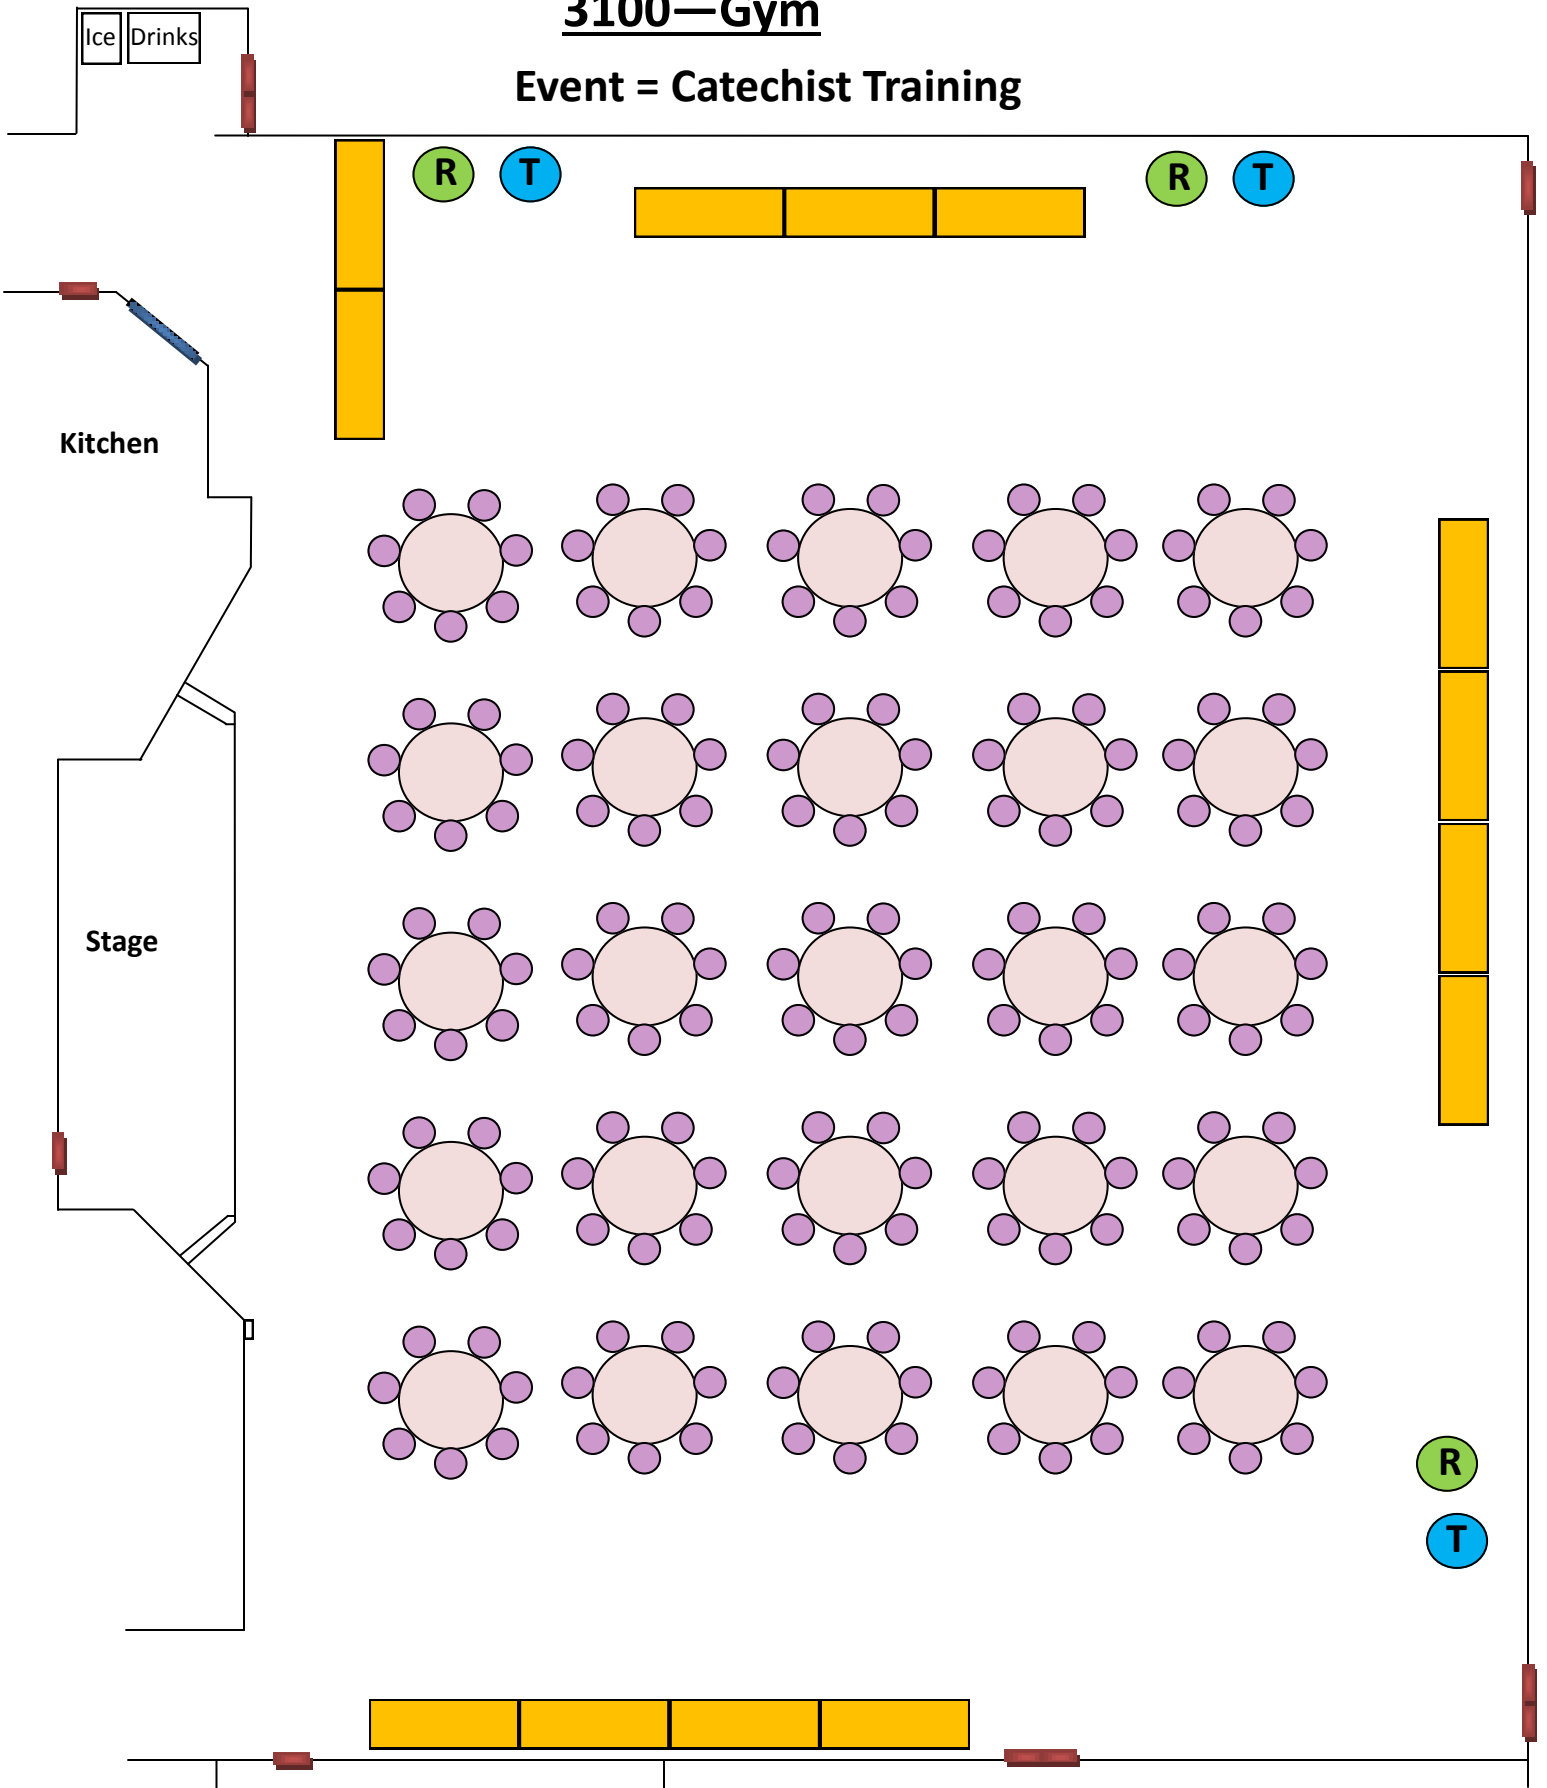 3100—Gym
Ice Drinks
Event = Catechist Training
R T R T
Kitchen
Stage
R
T